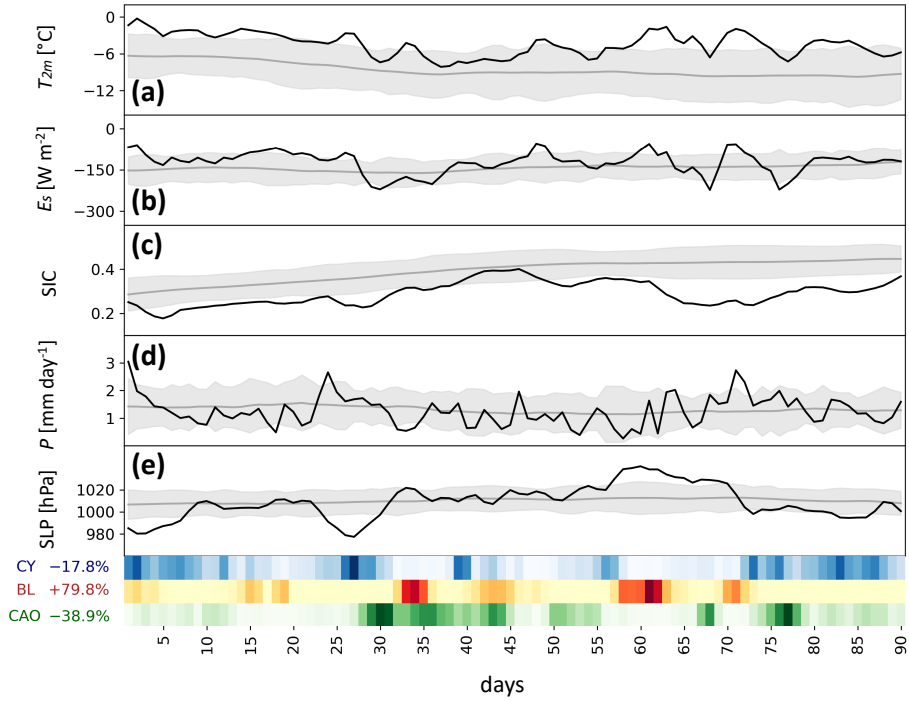 0
−6
−12
T2m [°C]
(a)
0
−150
−300
Es [W m-2]
(b)
(c)
0.4
0.2
SIC
(d)
3
2
1
P [mm day-1]
(e)
1020
1000
980
SLP [hPa]
CY −17.8%
BL +79.8%
CAO −38.9%
5 10 15 20 25 30 35 40 45 50 55 60 65 70 75 80 85 90
days